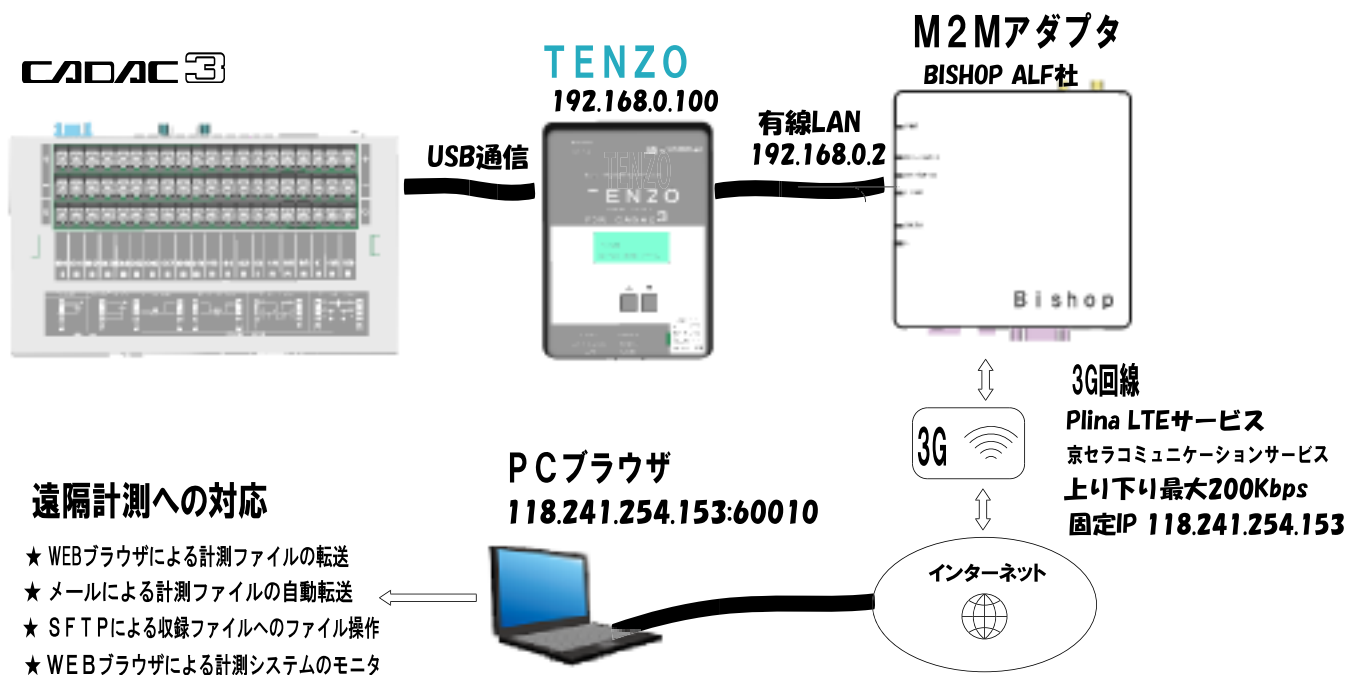 CADAC 3
TENZO
192.168.0.100
M2Mアダプタ
BISHOP ALF社
USB通信
有線LAN
192.168.0.2
TENZO
TENZO
FOR CADAC3
Bishop
3G
3G回線
Plina LTEサービス
京セラコミュニケーションサービス
上り下り最大200Kbps
固定IP 118.241.254.153
PCブラウザ
118.241.254.153:60010
インターネット
遠隔計測への対応
★ WEBブラウザによる計測ファイルの転送
★ メールによる計測ファイルの自動転送
★ SFTPによる収録ファイルへのファイル操作
★ WEBブラウザによる計測システムのモニタ